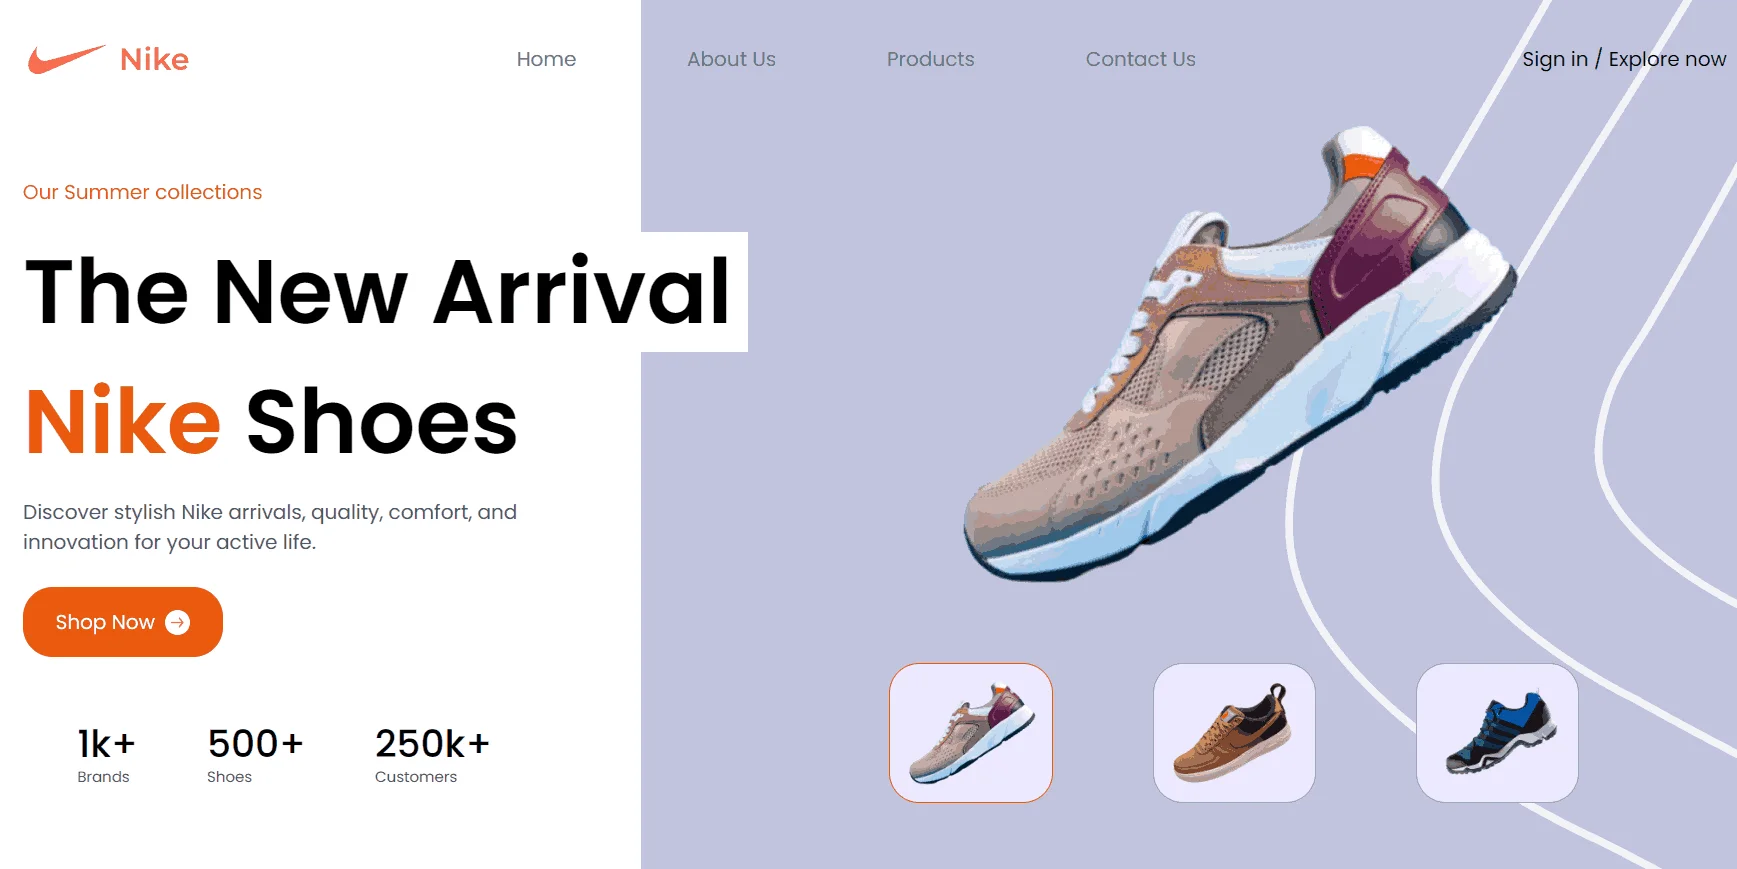 Nike
Home
About Us
Products
Contact Us
Sign in / Explore now
Our Summer collections
The New Arrival
Nike Shoes
Discover stylish Nike arrivals, quality, comfort, and
innovation for your active life.
Shop Now
1k+
Brands
500+
Shoes
250k+
Customers